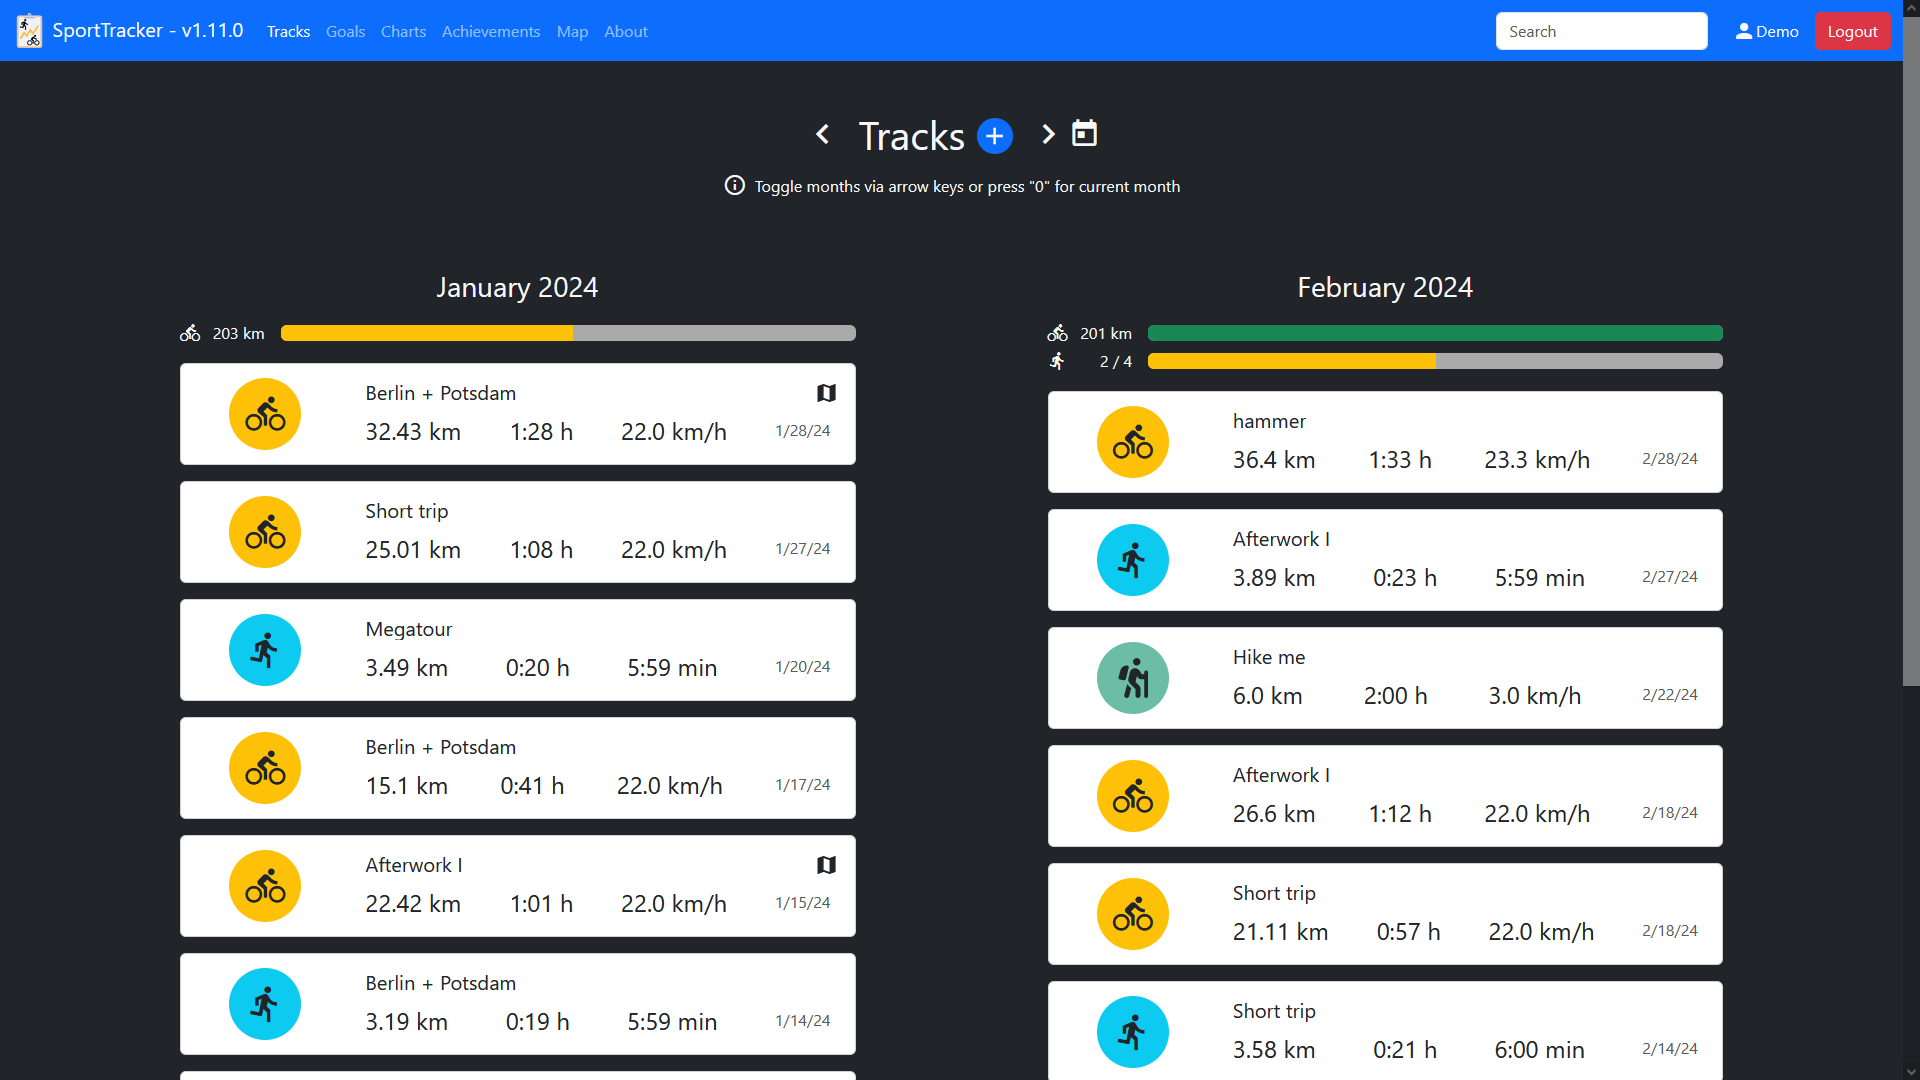 SportTracker - v1.11.0 Tracks Goals Charts Achievements Map About Search Demo Logout
Tracks
Toggle months via arrow keys or press "0" for current month
January 2024
203 km
Berlin + Potsdam
32.43 km 1:28 h 22.0 km/h 1/28/24
Short trip
25.01 km 1:08 h 22.0 km/h 1/27/24
Megatour
3.49 km 0:20 h 5:59 min 1/20/24
Berlin + Potsdam
15.1 km 0:41 h 22.0 km/h 1/17/24
Afterwork I
22.42 km 1:01 h 22.0 km/h 1/15/24
Berlin + Potsdam
3.19 km 0:19 h 5:59 min 1/14/24
February 2024
201 km
2 / 4
hammer
36.4 km 1:33 h 23.3 km/h 2/28/24
Afterwork I
3.89 km 0:23 h 5:59 min 2/27/24
Hike me
6.0 km 2:00 h 3.0 km/h 2/22/24
Afterwork I
26.6 km 1:12 h 22.0 km/h 2/18/24
Short trip
21.11 km 0:57 h 22.0 km/h 2/18/24
Short trip
3.58 km 0:21 h 6:00 min 2/14/24